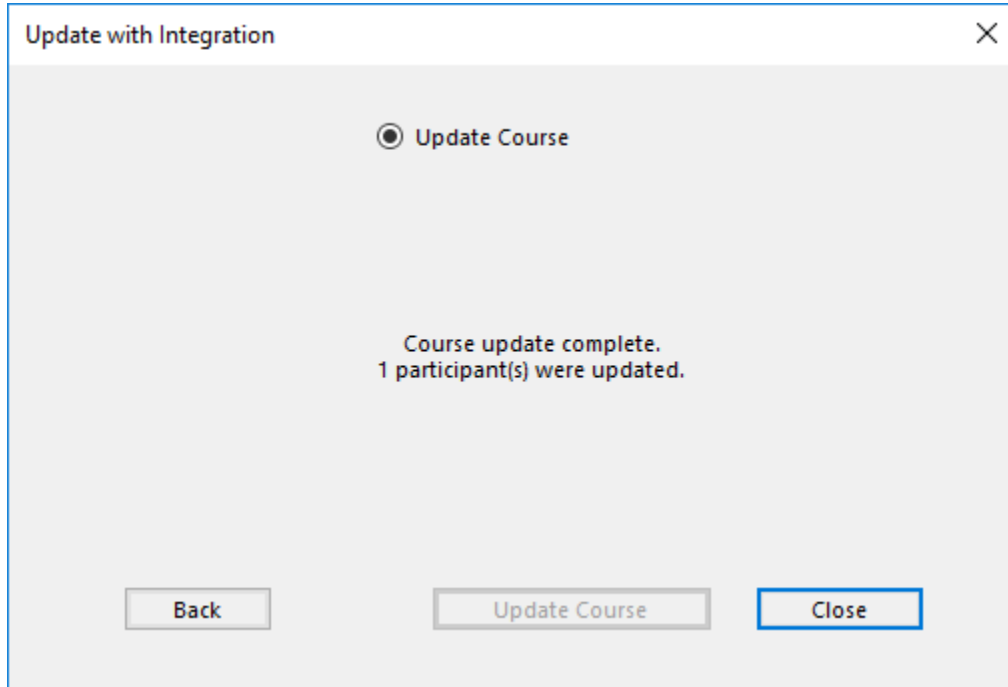 Update with Integration
Update Course
Course update complete.
1 participant(s) were updated.
Back
Update Course
Close